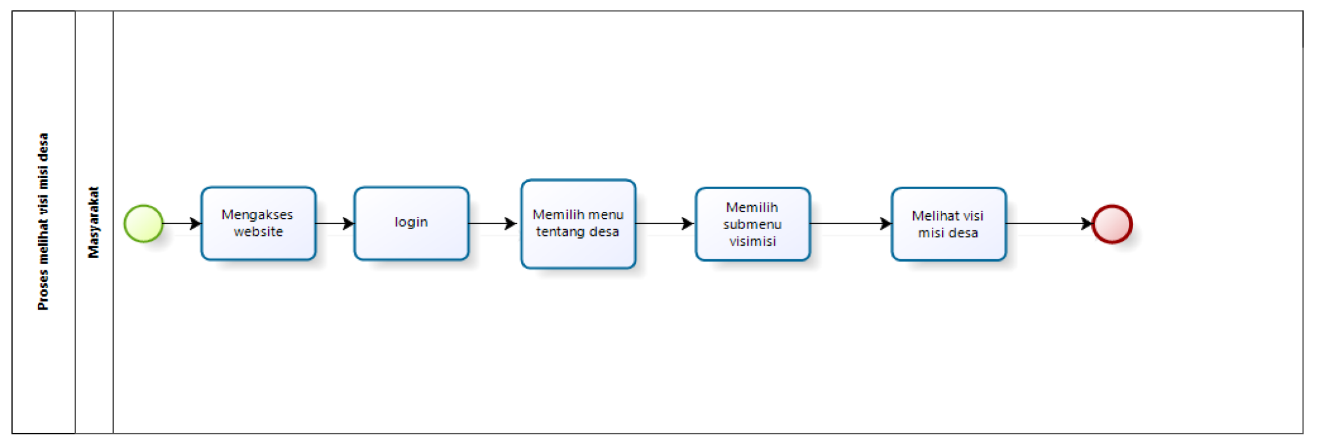 Proses melihat visi misi desa
Masyarakat
Mengakses
website
login
Memilih menu
tentang desa
Memilih
submenu
visimisi
Melihat visi
misi desa